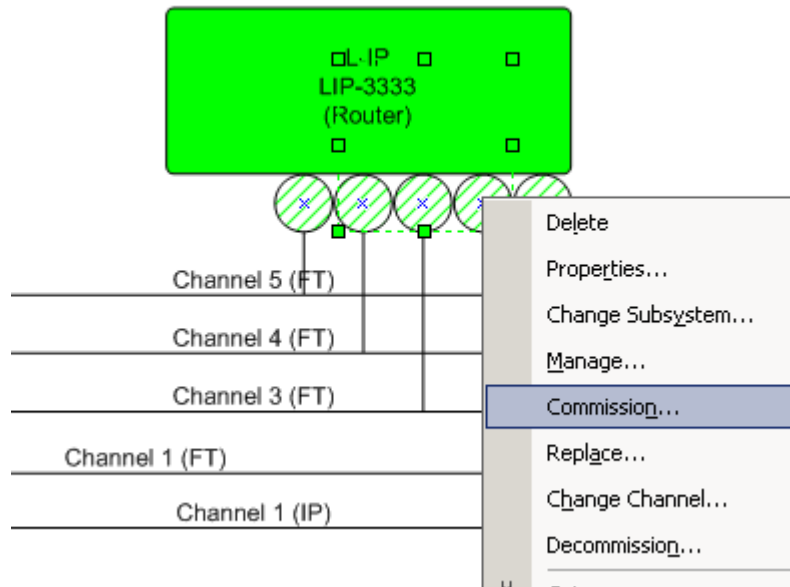 L-IP
LIP-3333
(Router)
Channel 5 (FT)
Channel 4 (FT)
Channel 3 (FT)
Channel 1 (FT)
Channel 1 (IP)
Delete
Properties...
Change Subsystem...
Manage...
Commission...
Replace...
Change Channel...
Decommission...